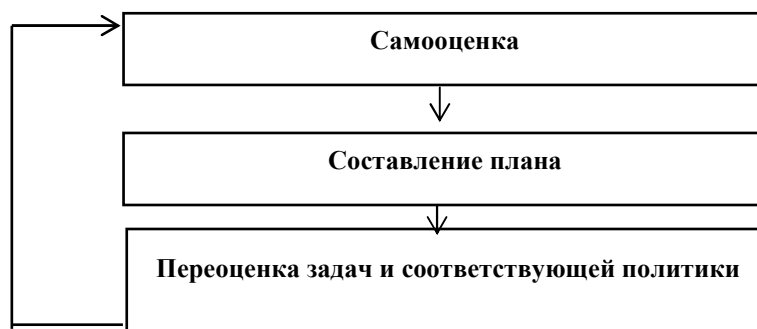 Самооценка
Составление плана
Переоценка задач и соответствующей политики